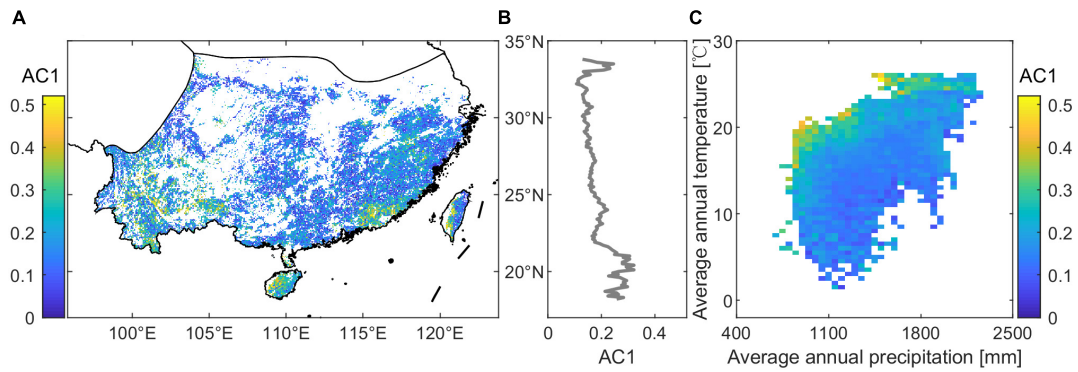 A
B
C
AC1
0.5
0.4
0.3
0.2
0.1
0
100°E
105°E
110°E
115°E
120°E
35°N
30°N
25°N
20°N
0
0.2
0.4
AC1
Average annual temperature [℃]
30
20
10
0
400
1100
1800
2500
Average annual precipitation [mm]
AC1
0.5
0.4
0.3
0.2
0.1
0